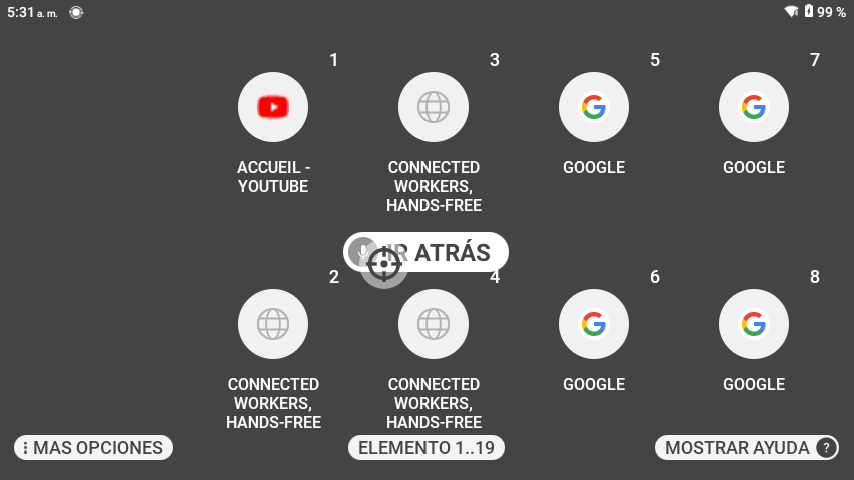 5:31 a. m.
99 %
1
3
5
7
ACCUEIL -
YOUTUBE
CONNECTED
WORKERS,
HANDS-FREE
GOOGLE
GOOGLE
IR ATRÁS
2
4
6
8
CONNECTED
WORKERS,
HANDS-FREE
CONNECTED
WORKERS,
HANDS-FREE
GOOGLE
GOOGLE
MAS OPCIONES
ELEMENTO 1..19
MOSTRAR AYUDA ?